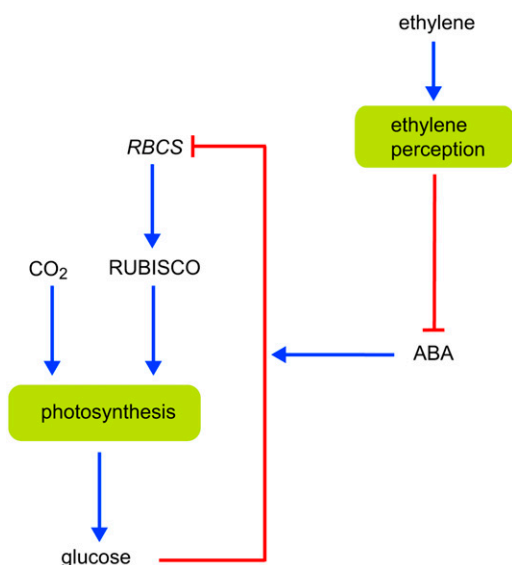 ethylene
ethylene
perception
RBCS
CO₂
RUBISCO
ABA
photosynthesis
glucose